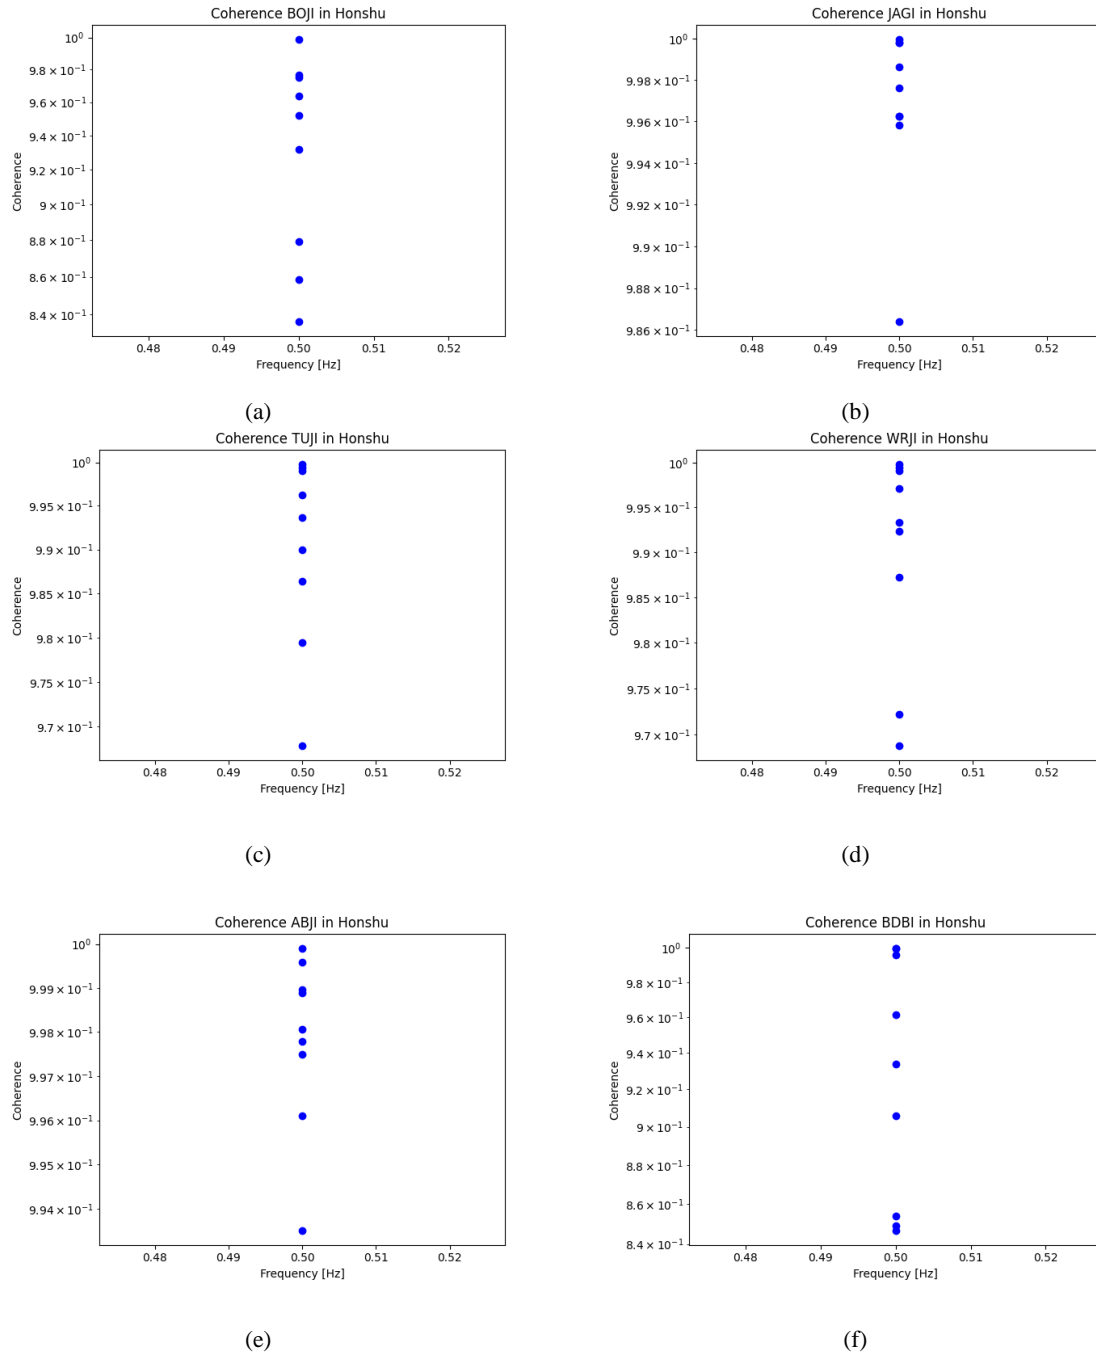 Coherence BOJI in Honshu
10⁰
9.8 × 10⁻¹
9.6 × 10⁻¹
9.4 × 10⁻¹
9.2 × 10⁻¹
9 × 10⁻¹
8.8 × 10⁻¹
8.6 × 10⁻¹
8.4 × 10⁻¹
Coherence
0.48 0.49 0.50 0.51 0.52
Frequency [Hz]
(a)
Coherence JAGI in Honshu
10⁰
9.98 × 10⁻¹
9.96 × 10⁻¹
9.94 × 10⁻¹
9.92 × 10⁻¹
9.9 × 10⁻¹
9.88 × 10⁻¹
9.86 × 10⁻¹
Coherence
0.48 0.49 0.50 0.51 0.52
Frequency [Hz]
(b)
Coherence TUJI in Honshu
10⁰
9.95 × 10⁻¹
9.9 × 10⁻¹
9.85 × 10⁻¹
9.8 × 10⁻¹
9.75 × 10⁻¹
9.7 × 10⁻¹
Coherence
0.48 0.49 0.50 0.51 0.52
Frequency [Hz]
(c)
Coherence WRJI in Honshu
10⁰
9.95 × 10⁻¹
9.9 × 10⁻¹
9.85 × 10⁻¹
9.8 × 10⁻¹
9.75 × 10⁻¹
9.7 × 10⁻¹
Coherence
0.48 0.49 0.50 0.51 0.52
Frequency [Hz]
(d)
Coherence ABJI in Honshu
10⁰
9.99 × 10⁻¹
9.98 × 10⁻¹
9.97 × 10⁻¹
9.96 × 10⁻¹
9.95 × 10⁻¹
9.94 × 10⁻¹
Coherence
0.48 0.49 0.50 0.51 0.52
Frequency [Hz]
(e)
Coherence BDBI in Honshu
10⁰
9.8 × 10⁻¹
9.6 × 10⁻¹
9.4 × 10⁻¹
9.2 × 10⁻¹
9 × 10⁻¹
8.8 × 10⁻¹
8.6 × 10⁻¹
8.4 × 10⁻¹
Coherence
0.48 0.49 0.50 0.51 0.52
Frequency [Hz]
(f)